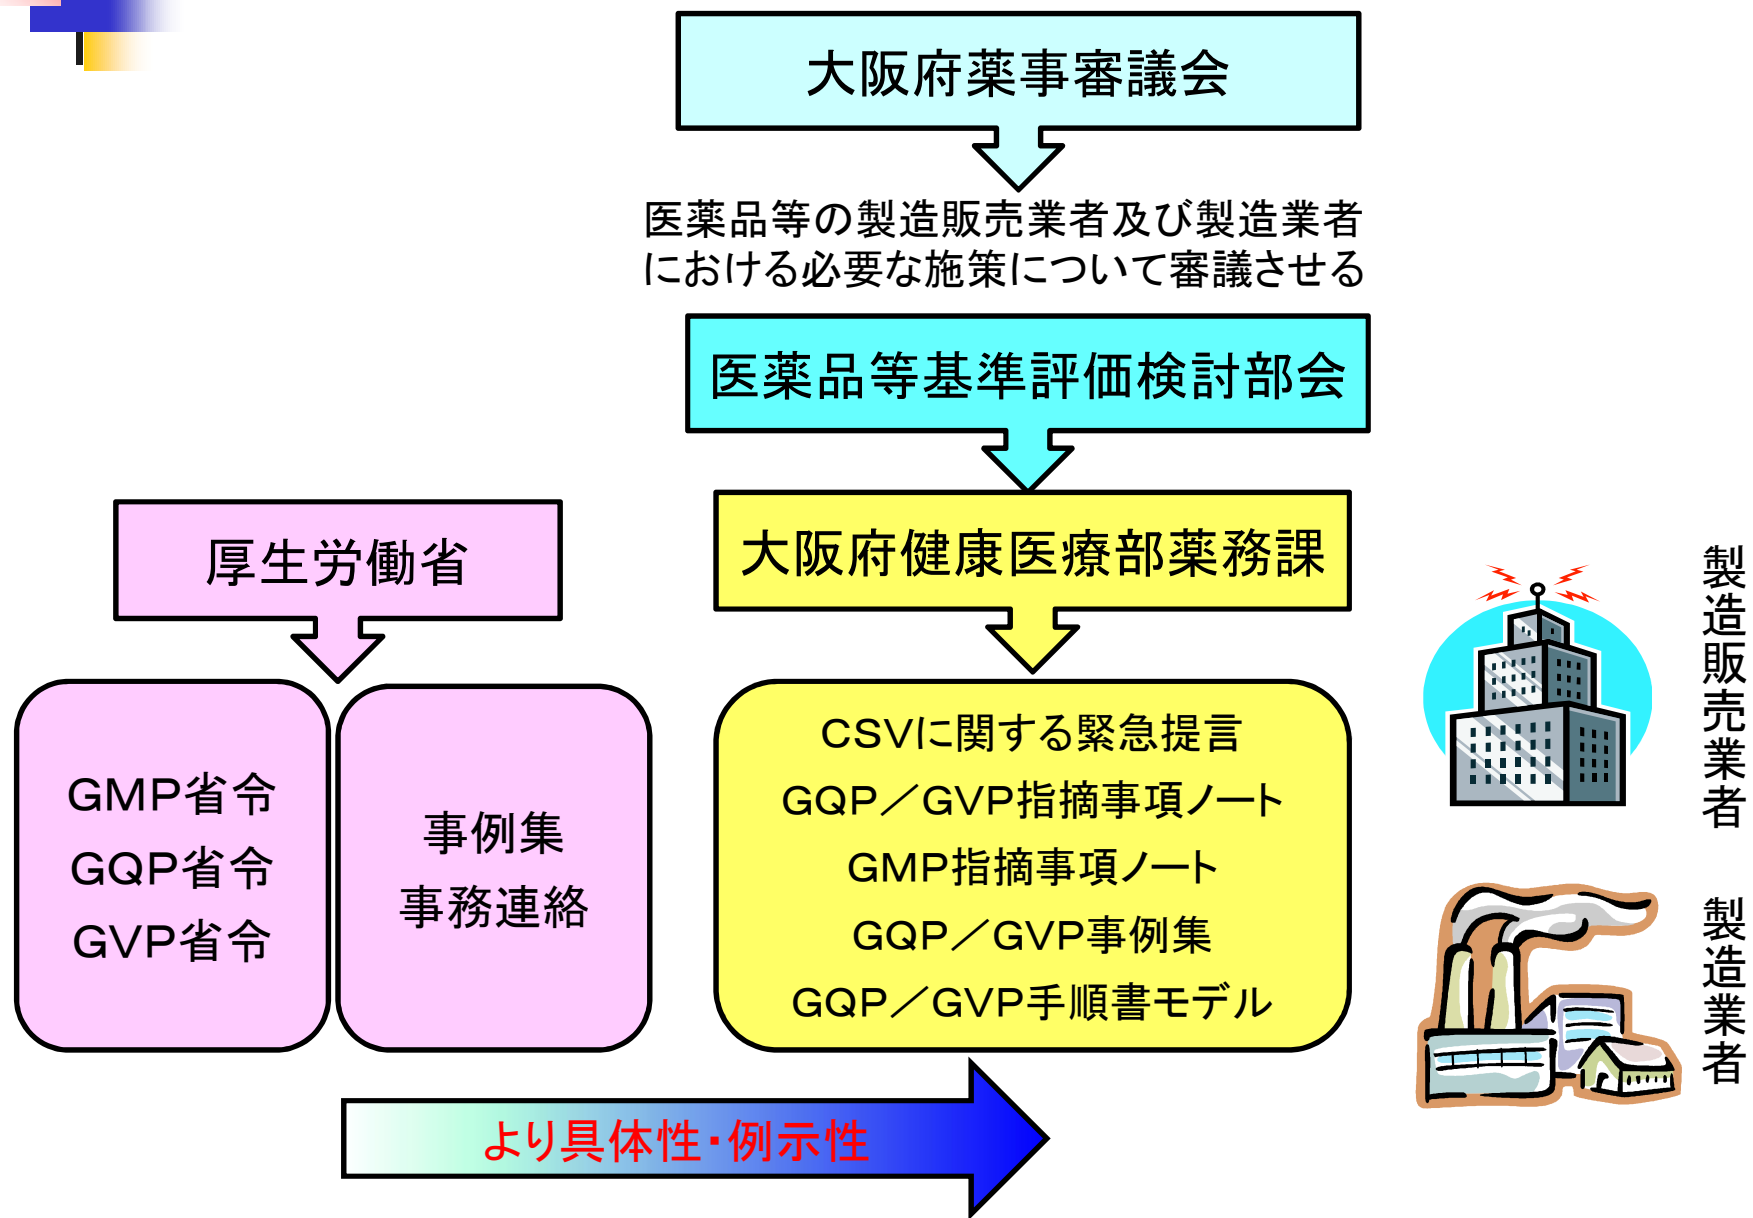 大阪府薬事審議会
医薬品等の製造販売業者及び製造業者
における必要な施策について審議させる
医薬品等基準評価検討部会
厚生労働省
大阪府健康医療部薬務課
GMP省令
GQP省令
GVP省令
事例集
事務連絡
CSVに関する緊急提言
GQP／GVP指摘事項ノート
GMP指摘事項ノート
GQP／GVP事例集
GQP／GVP手順書モデル
製造販売業者
製造業者
より具体性・例示性